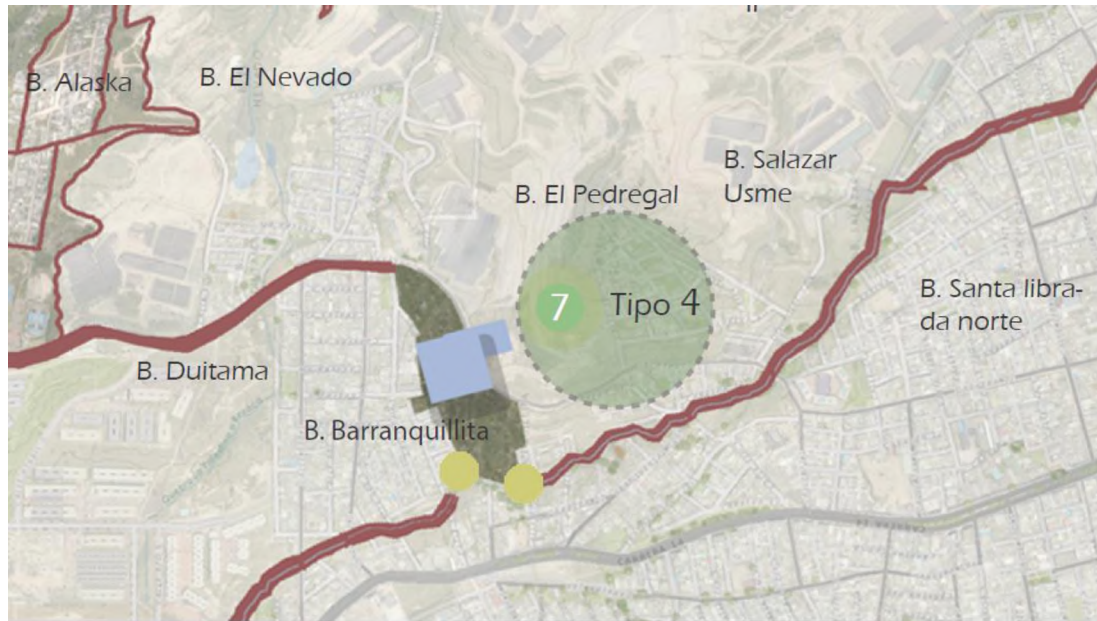 B. Alaska
B. El Nevado
B. Salazar
Usme
B. El Pedregal
7
Tipo 4
B. Santa libra-
da norte
B. Duitama
B. Barranquillita